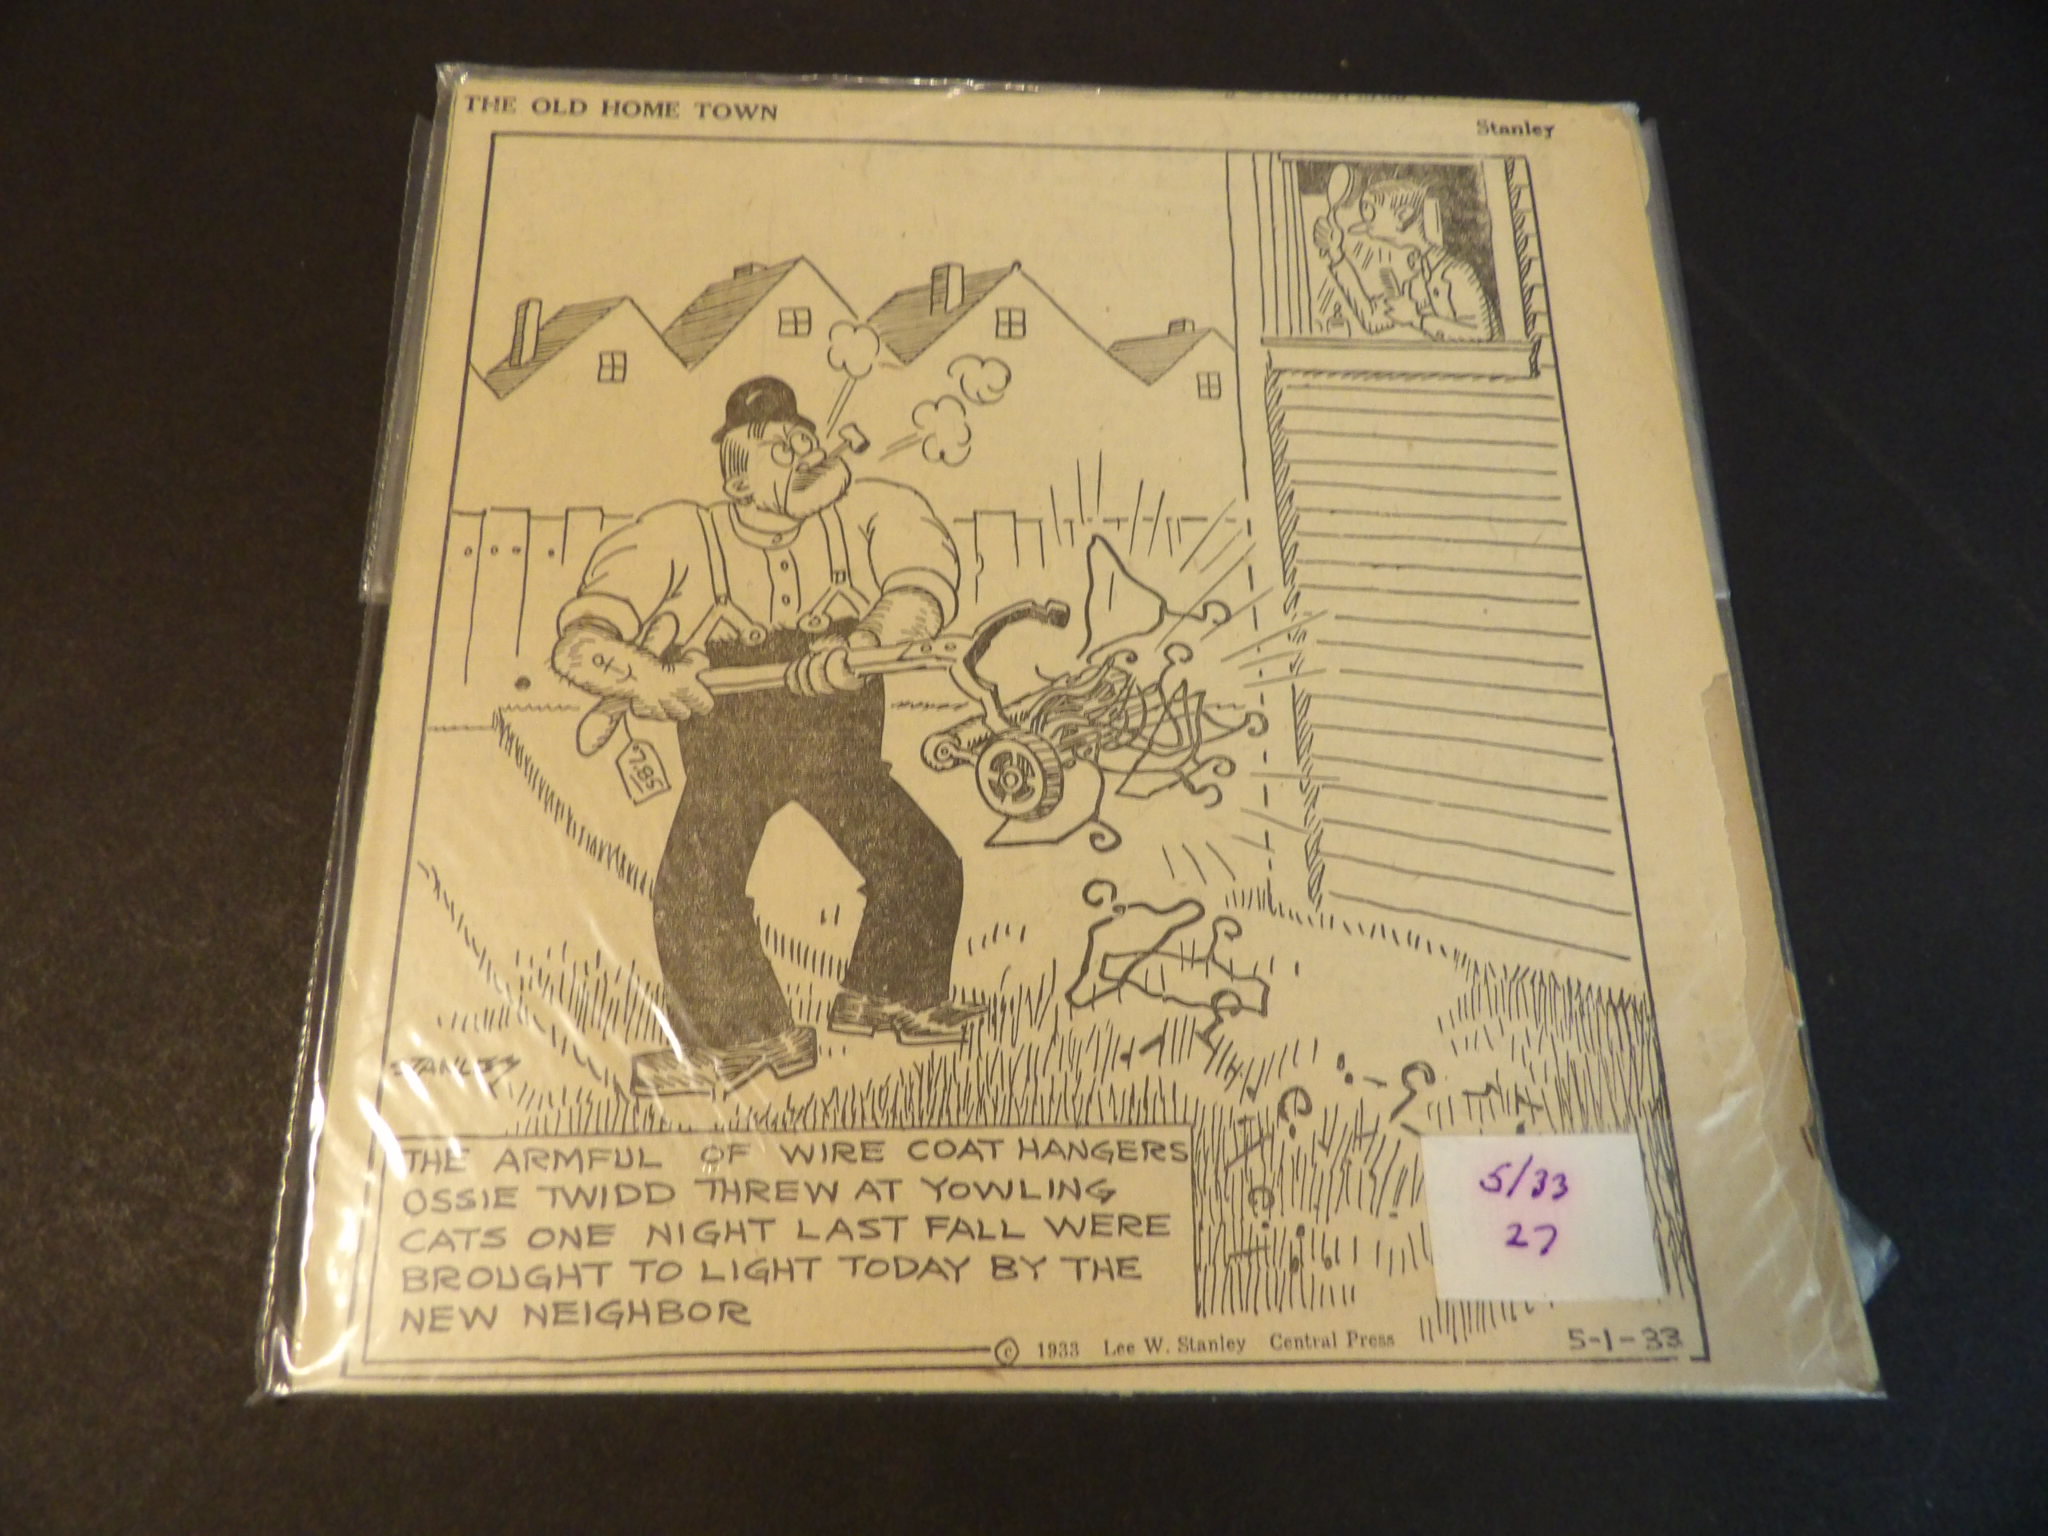 THE OLD HOME TOWN
Stanley
7.85
STANLEY
THE ARMFUL OF WIRE COAT HANGERS
OSSIE TWIDD THREW AT YOWLING
CATS ONE NIGHT LAST FALL WERE
BROUGHT TO LIGHT TODAY BY THE
NEW NEIGHBOR
5/33
27
© 1933 Lee W. Stanley Central Press
5-1-33